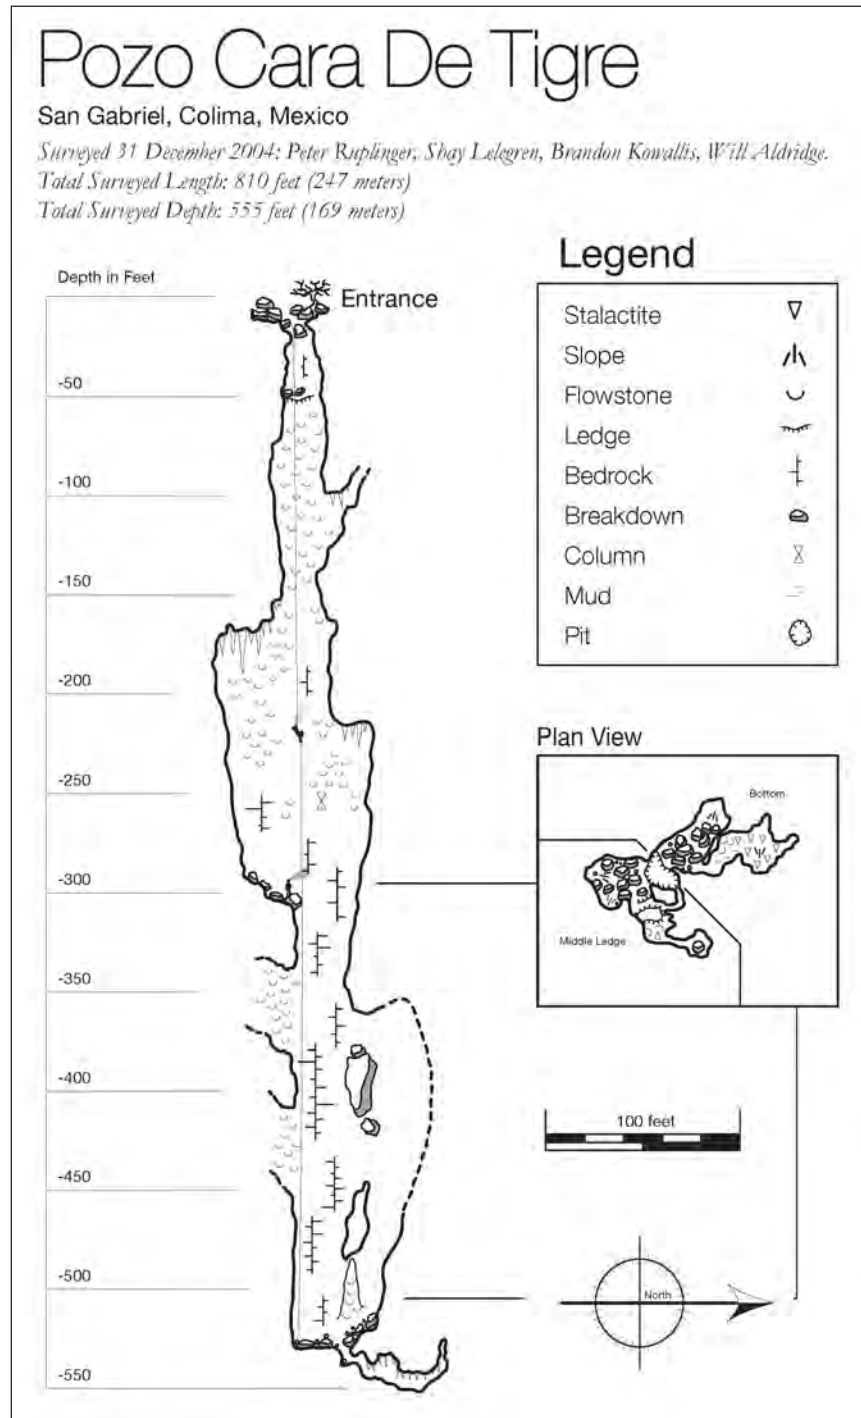 Pozo Cara De Tigre
San Gabriel, Colima, Mexico
Surveyed 31 December 2004: Peter Ruplinger, Shay Lelegren, Brandon Kowallis, Will Aldridge.
Total Surveyed Length: 810 feet (247 meters)
Total Surveyed Depth: 555 feet (169 meters)
Depth in Feet
Entrance
-50
-100
-150
-200
-250
-300
-350
-400
-450
-500
-550
Legend
Stalactite
Slope
Flowstone
Ledge
Bedrock
Breakdown
Column
Mud
Pit
Plan View
Bottom
Middle Ledge
100 feet
North